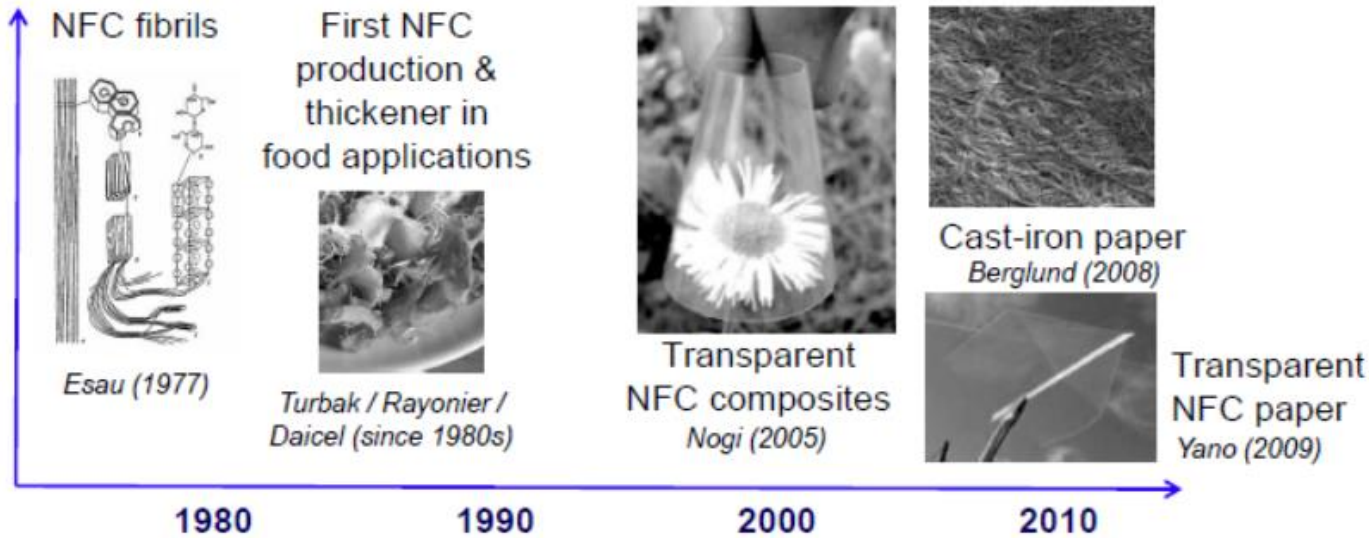 NFC fibrils
Esau (1977)
First NFC
production &
thickener in
food applications
Turbak / Rayonier /
Daicel (since 1980s)
Transparent
NFC composites
Nogi (2005)
Cast-iron paper
Berglund (2008)
Transparent
NFC paper
Yano (2009)
1980
1990
2000
2010